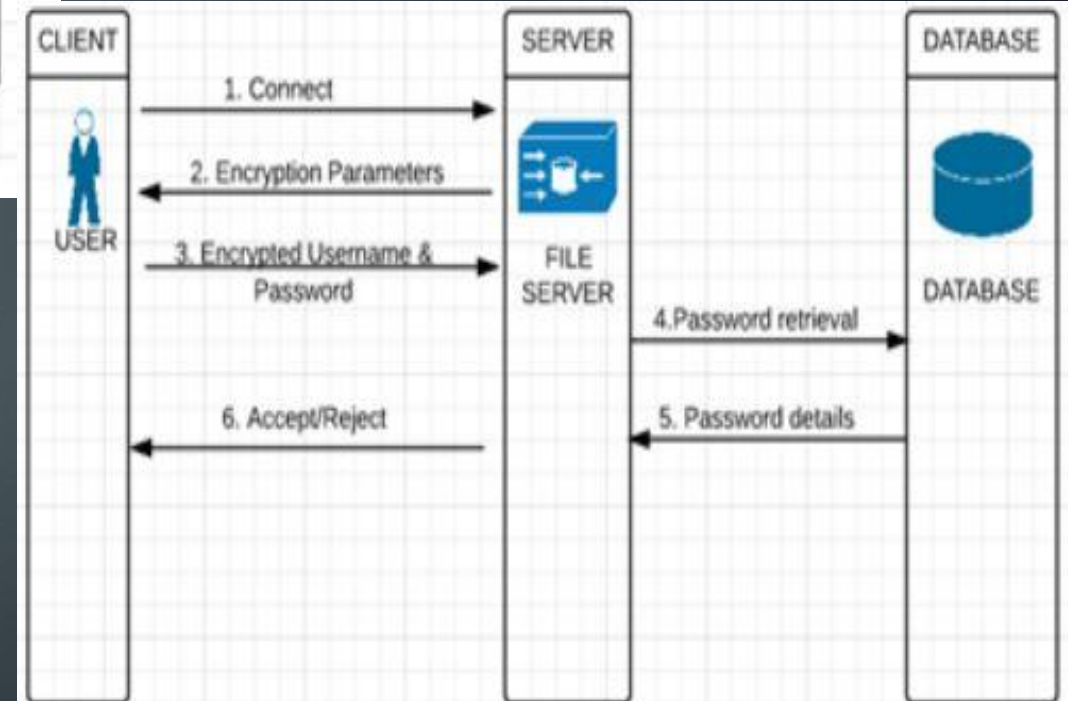 CLIENT
SERVER
DATABASE
1. Connect
2. Encryption Parameters
USER
3. Encrypted Username &
Password
FILE
SERVER
DATABASE
4.Password retrieval
6. Accept/Reject
5. Password details